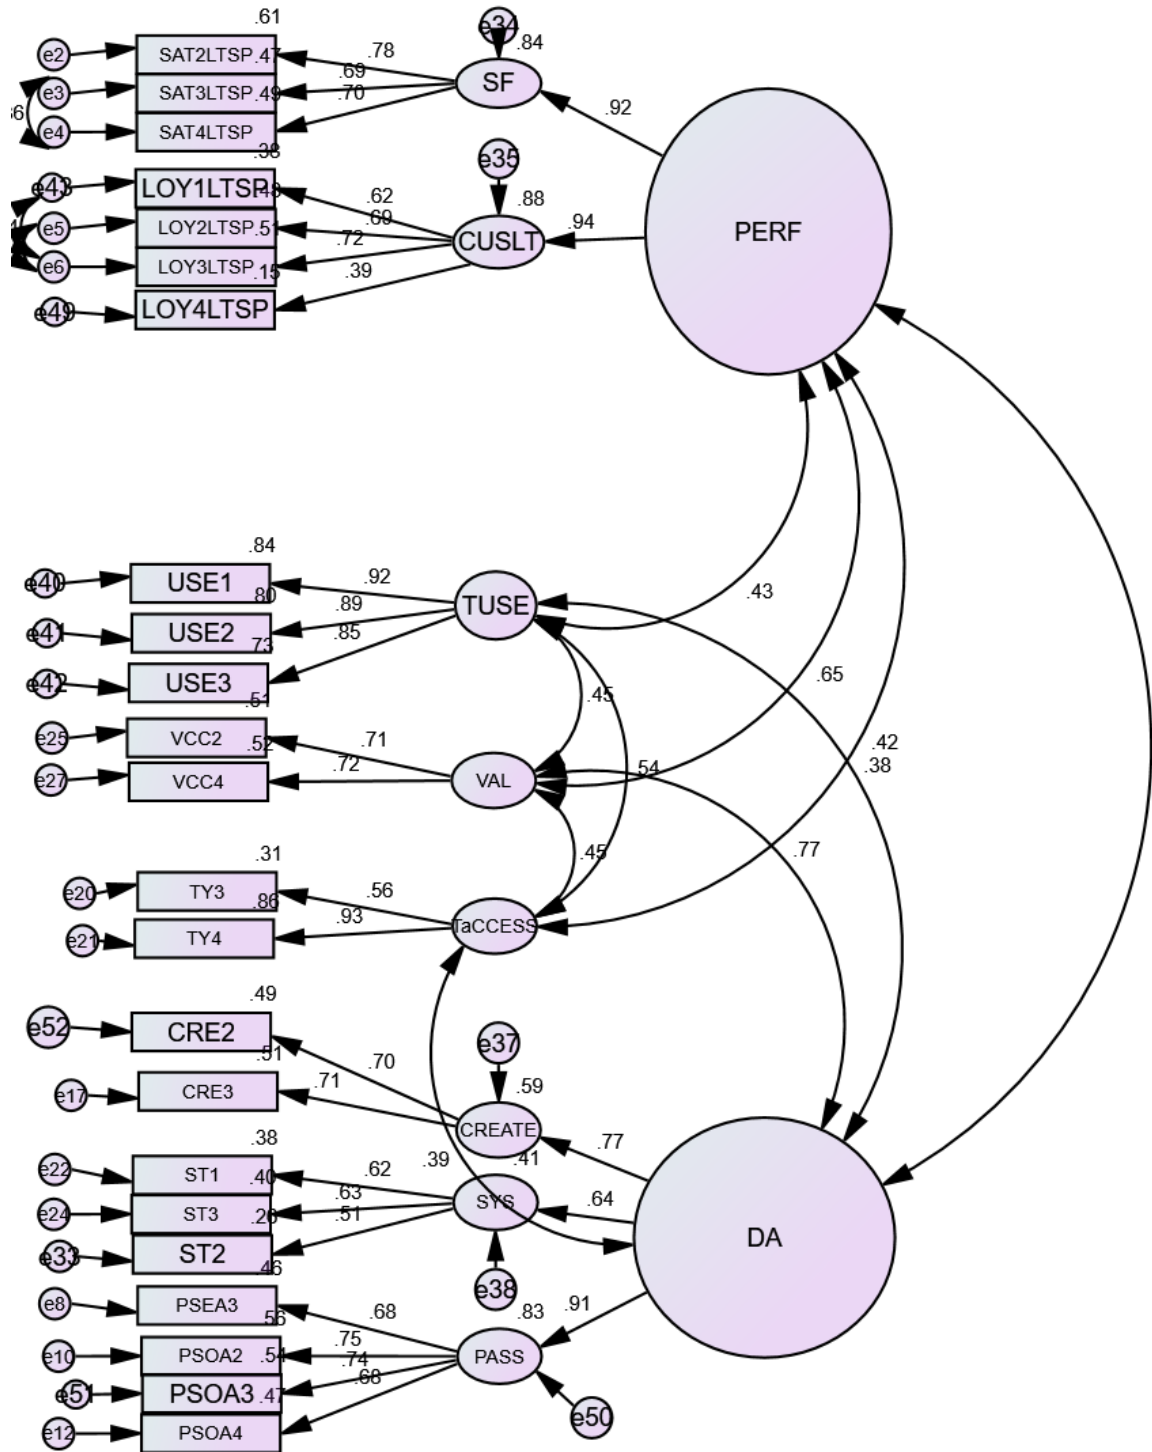 .61
e34
e2 SAT2LTSP .47 .78 .84
e3 SAT3LTSP .49 .69 SF
.70
.92
e4 SAT4LTSP
.38
e35
e43 LOY1LTSP .48 .62 .88
e5 LOY2LTSP .51 .69 CUSLT .94 PERF
.72
e6 LOY3LTSP .15 .39
e49 LOY4LTSP
.84
e40 USE1 .92
.80 .89 TUSE .43
e41 USE2 .85
.73
e42 USE3 .65
.51 .45
e25 VCC2 .71
.52 .42
e27 VCC4 .72 VAL .54 .38
.31 .45 .77
e20 TY3 .56
.86 .93 TaCCESS
e21 TY4
.49
e52 CRE2 e37
.51 .70
e17 CRE3 .71 .59
CREATE .77
.38 .39 .41
e22 ST1 .40 .62
.63 SYS .64
e24 ST3 .26 .51
DA
e33 ST2
.46 e38
e8 PSEA3 .68 .83 .91
.56
.75
e10 PSOA2 .54 .74 PASS
.68
e51 PSOA3 .47
e50
e12 PSOA4